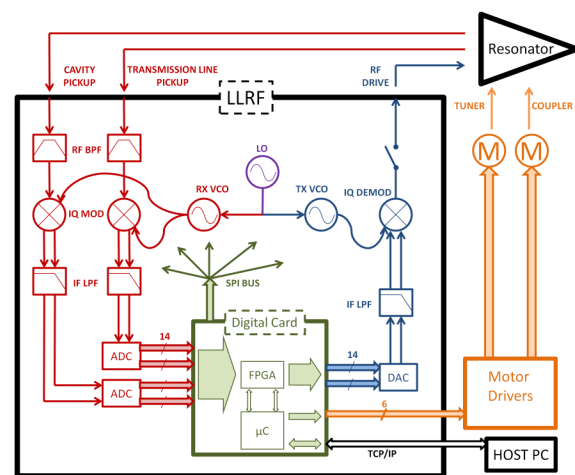 Resonator
CAVITY
PICKUP
TRANSMISSION LINE
PICKUP
RF
DRIVE
LLRF
TUNER
COUPLER
M
M
RF BPF
LO
RX VCO
TX VCO
IQ DEMOD
IQ MOD
IF LPF
SPI BUS
IF LPF
Digital Card
14
ADC
FPGA
14
DAC
ADC
Motor
Drivers
6
µC
TCP/IP
HOST PC